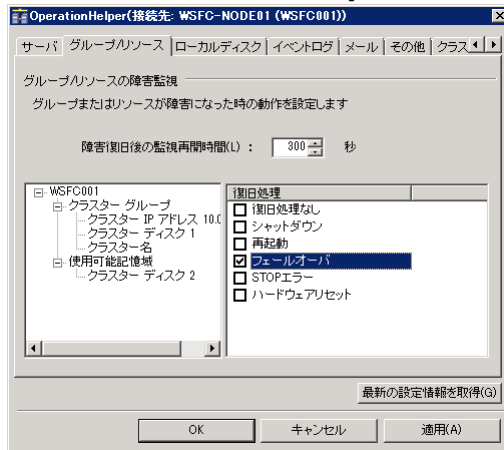 OperationHelper(接続先: WSFC-NODE01 (WSFC001))
サーバ グループ/リソース ローカルディスク イベントログ メール その他 クラス
グループ/リソースの障害監視
グループまたはリソースが障害になった時の動作を設定します
障害復旧後の監視再開時間(L) : 300 秒
WSFC001
クラスター グループ
クラスター IP アドレス 10.0
クラスター ディスク 1
クラスター名
使用可能記憶域
クラスター ディスク 2
復旧処理
復旧処理なし
シャットダウン
再起動
フェールオーバ
STOPエラー
ハードウェアリセット
最新の設定情報を取得(G)
OK キャンセル 適用(A)